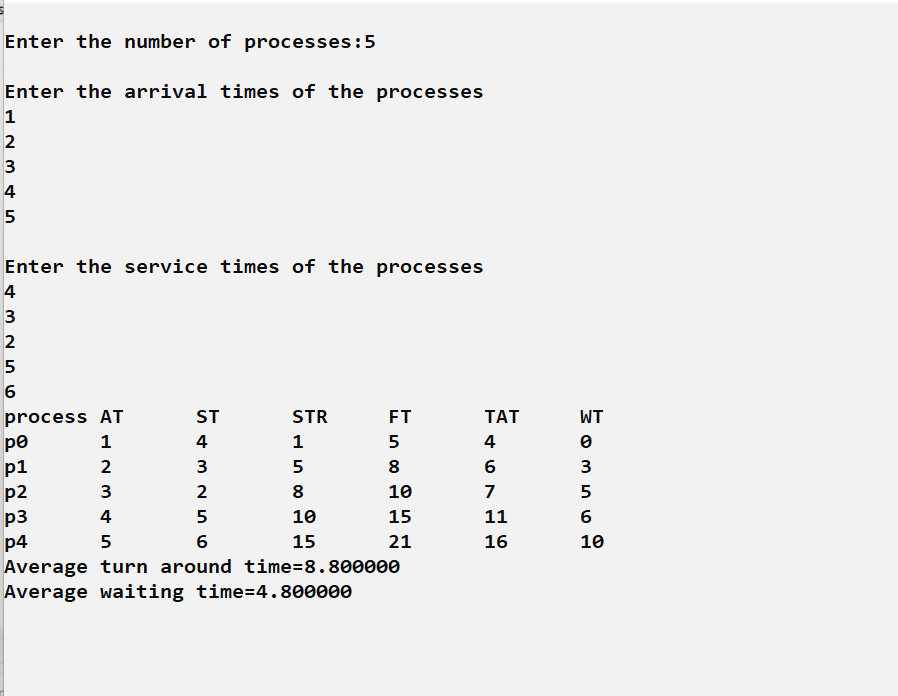 Enter the number of processes:5
Enter the arrival times of the processes
1
2
3
4
5
Enter the service times of the processes
4
3
2
5
6
process AT ST STR FT TAT WT
p0 1 4 1 5 4 0
p1 2 3 5 8 6 3
p2 3 2 8 10 7 5
p3 4 5 10 15 11 6
p4 5 6 15 21 16 10
Average turn around time=8.800000
Average waiting time=4.800000